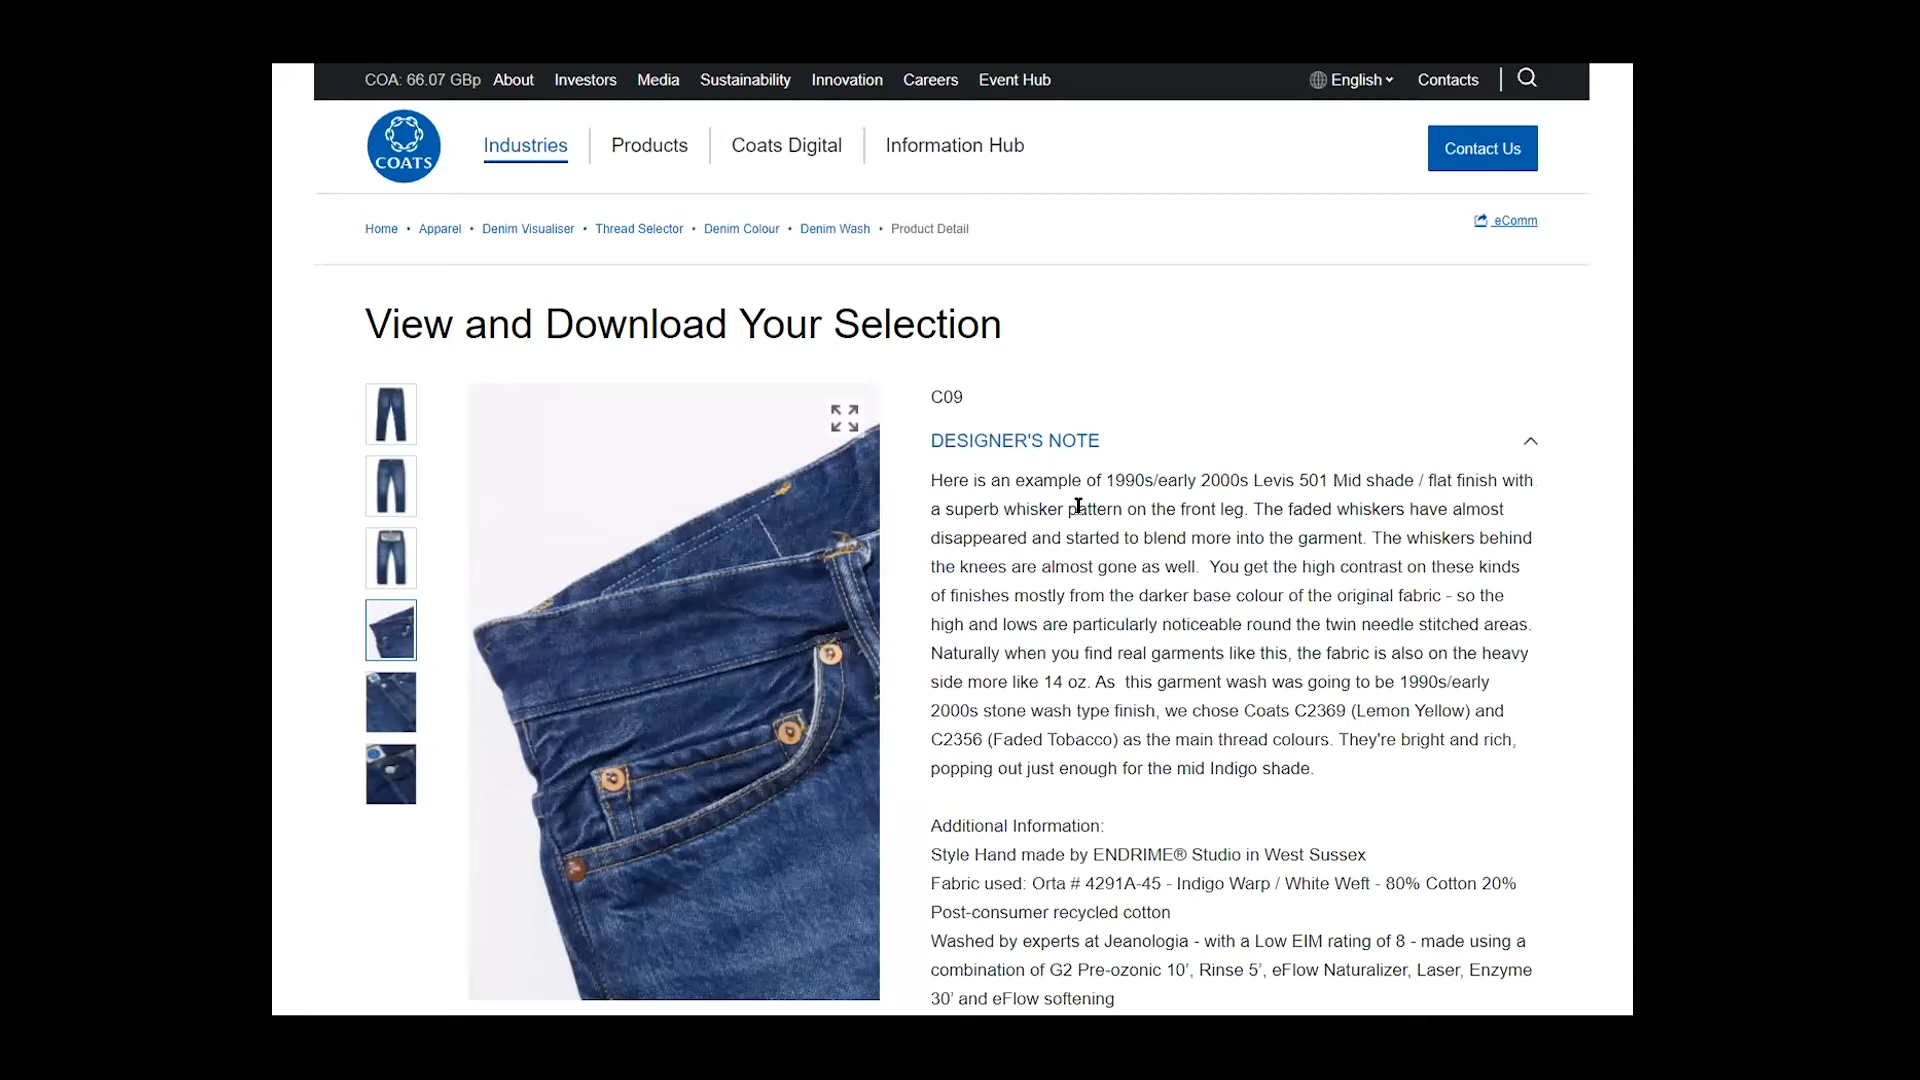 COA: 66.07 GBp About Investors Media Sustainability Innovation Careers Event Hub English Contacts
COATS
Industries Products Coats Digital Information Hub
Contact Us
Home • Apparel • Denim Visualiser • Thread Selector • Denim Colour • Denim Wash • Product Detail
eComm
View and Download Your Selection
C09
DESIGNER'S NOTE
Here is an example of 1990s/early 2000s Levis 501 Mid shade / flat finish with
a superb whisker pattern on the front leg. The faded whiskers have almost
disappeared and started to blend more into the garment. The whiskers behind
the knees are almost gone as well.  You get the high contrast on these kinds
of finishes mostly from the darker base colour of the original fabric - so the
high and lows are particularly noticeable round the twin needle stitched areas.
Naturally when you find real garments like this, the fabric is also on the heavy
side more like 14 oz. As  this garment wash was going to be 1990s/early
2000s stone wash type finish, we chose Coats C2369 (Lemon Yellow) and
C2356 (Faded Tobacco) as the main thread colours. They're bright and rich,
popping out just enough for the mid Indigo shade.
Additional Information:
Style Hand made by ENDRIME® Studio in West Sussex
Fabric used: Orta # 4291A-45 - Indigo Warp / White Weft - 80% Cotton 20%
Post-consumer recycled cotton
Washed by experts at Jeanologia - with a Low EIM rating of 8 - made using a
combination of G2 Pre-ozonic 10’, Rinse 5’, eFlow Naturalizer, Laser, Enzyme
30’ and eFlow softening